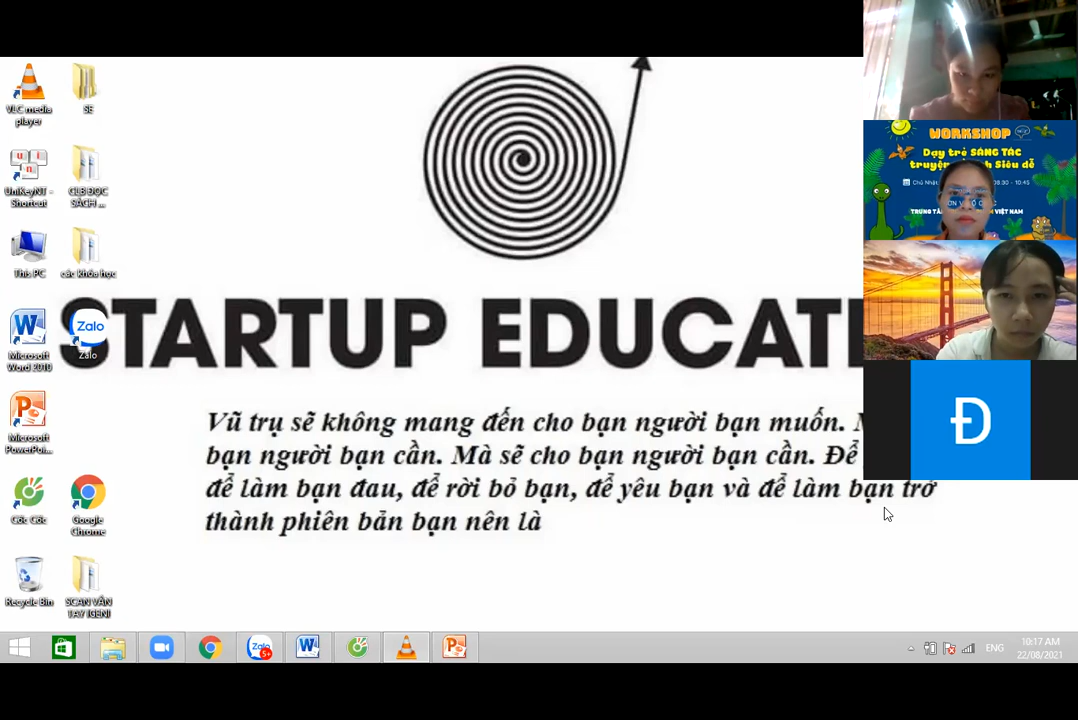 VLC media
player
SE
UniKeyNT -
Shortcut
CLB ĐỌC
SÁCH ...
This PC
các khóa học
Microsoft
Word 2010
Zalo
Zalo
STARTUP EDUCATI
Vũ trụ sẽ không mang đến cho bạn người bạn muốn.
bạn người bạn cần. Mà sẽ cho bạn người bạn cần. Để
để làm bạn đau, để rời bỏ bạn, để yêu bạn và để làm bạn trở
thành phiên bản bạn nên là
Microsoft
PowerPoi...
Cốc Cốc
Google
Chrome
Recycle Bin
SCAN VÂN
TAY IGENI
WORKSHOP
Dạy trẻ SÁNG TÁC
truyện Siêu dễ
Chủ Nhật 08:30 - 10:45
TRUNG VIỆT NAM
Đ
Zalo
5+
ENG
10:17 AM
22/08/2021